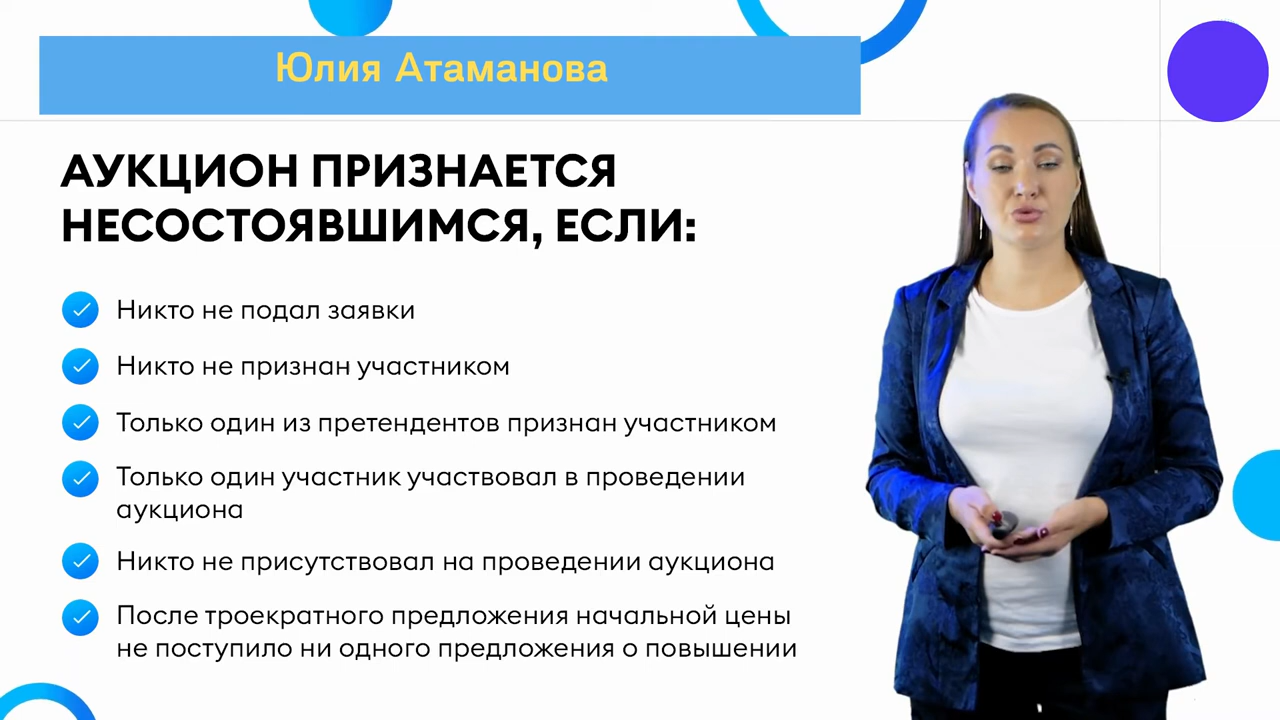 Юлия Атаманова
АУКЦИОН ПРИЗНАЕТСЯ
НЕСОСТОЯВШИМСЯ, ЕСЛИ:
Никто не подал заявки
Никто не признан участником
Только один из претендентов признан участником
Только один участник участвовал в проведении
аукциона
Никто не присутствовал на проведении аукциона
После троекратного предложения начальной цены
не поступило ни одного предложения о повышении